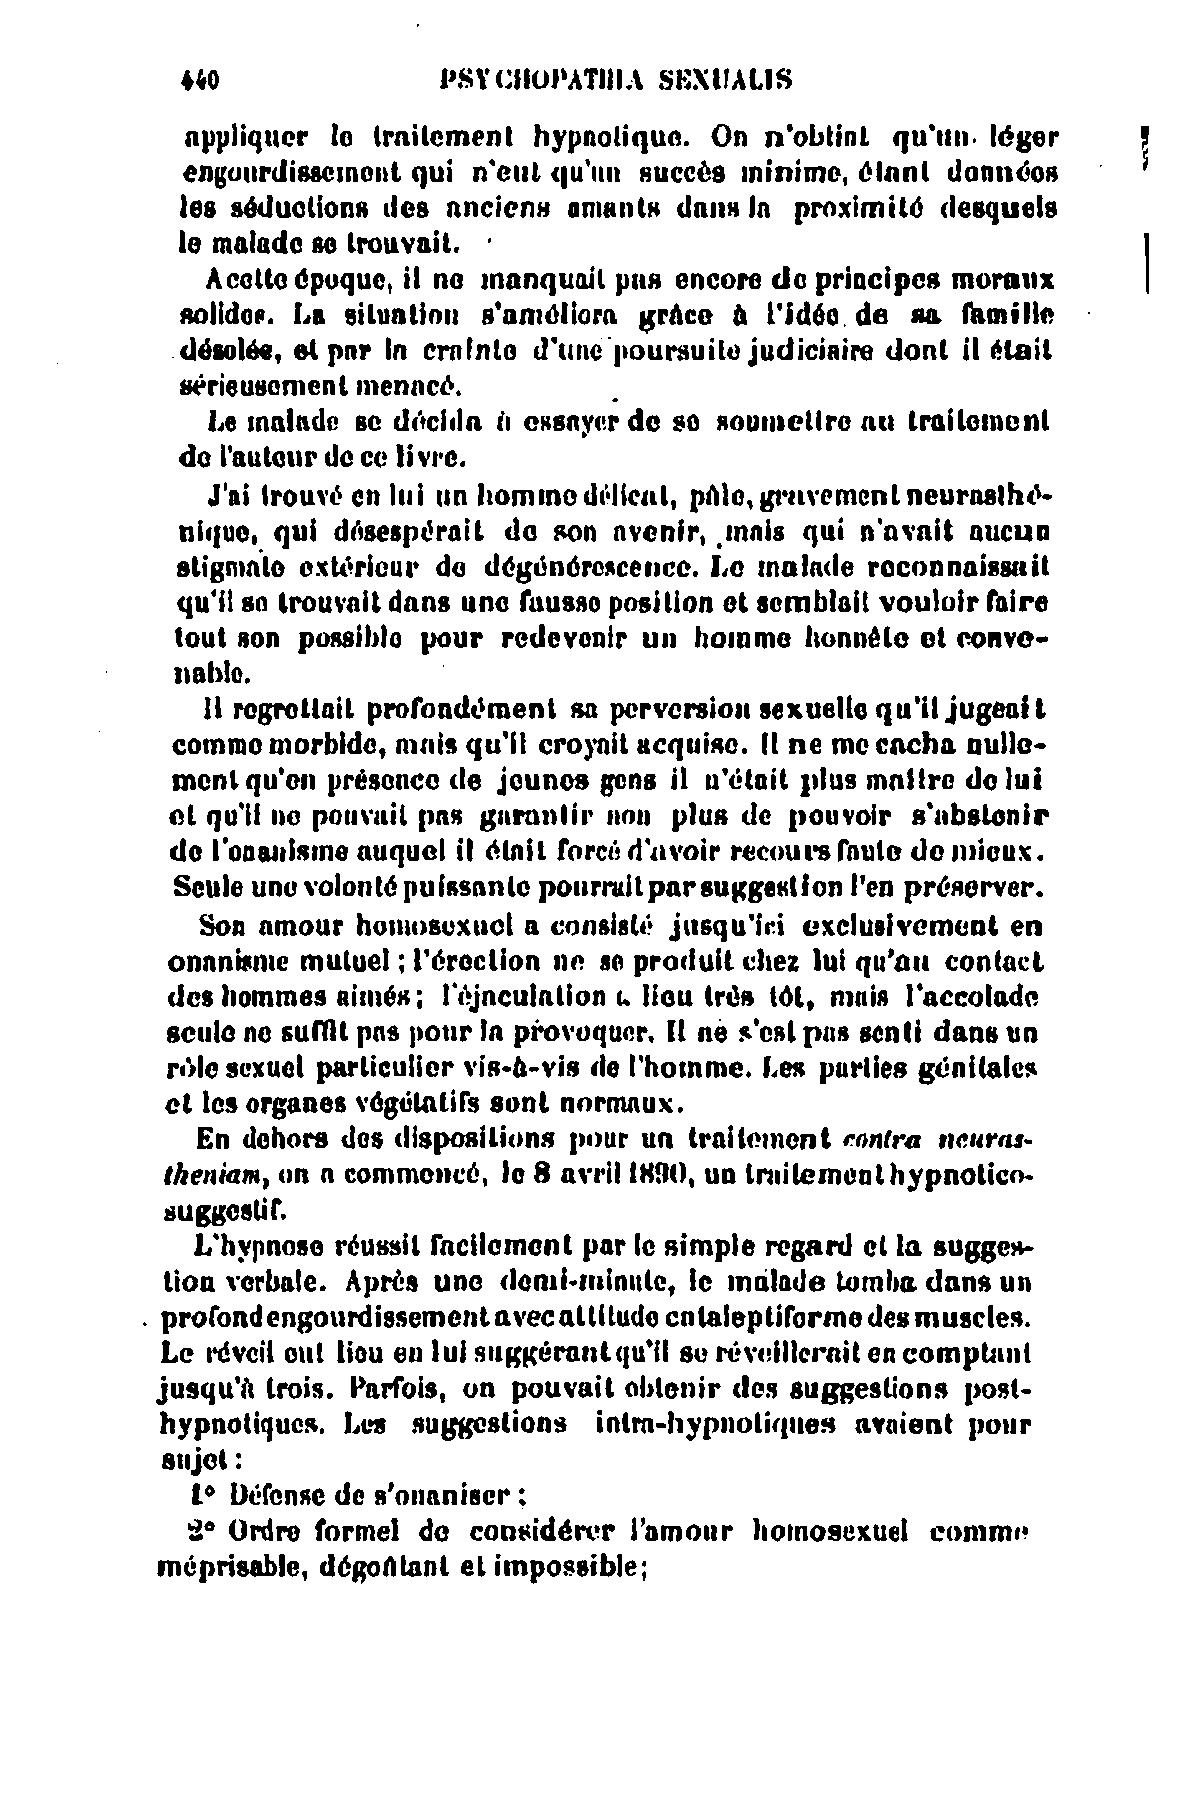 440 PSYCHOPATHIA SEXUALIS
appliquer le traitement hypnotique. On n'obtint qu'un léger
engourdissement qui n'eut qu'un succès minime, étant données
les séductions des anciens amants dans la proximité desquels
le malade se trouvait.
A cette époque, il ne manquait pas encore de principes moraux
solides. La situation s'améliora grâce à l'idée de sa famille
désolée, et par la crainte d'une poursuite judiciaire dont il était
sérieusement menacé.
Le malade se décida à essayer de se soumettre au traitement
de l'auteur de ce livre.
J'ai trouvé en lui un homme délicat, pâle, gravement neurasthé-
nique, qui désespérait de son avenir, mais qui n'avait aucun
stigmate extérieur de dégénérescence. Le malade reconnaissait
qu'il se trouvait dans une fausse position et semblait vouloir faire
tout son possible pour redevenir un homme honnête et conve-
nable.
Il regrettait profondément sa perversion sexuelle qu'il jugeait
comme morbide, mais qu'il croyait acquise. Il ne me cacha nulle-
ment qu'en présence de jeunes gens il n'était plus maître de lui
et qu'il ne pouvait pas garantir non plus de pouvoir s'abstenir
de l'onanisme auquel il était forcé d'avoir recours faute de mieux.
Seule une volonté puissante pourrait par suggestion l'en préserver.
Son amour homosexuel a consisté jusqu'ici exclusivement en
onanisme mutuel ; l'érection ne se produit chez lui qu'au contact
des hommes aimés ; l'éjaculation a lieu très tôt, mais l'accolade
seule ne suffit pas pour la provoquer. Il ne s'est pas senti dans un
rôle sexuel particulier vis-à-vis de l'homme. Les parties génitales
et les organes végétatifs sont normaux.
En dehors des dispositions pour un traitement contra neuras-
theniam, on a commencé, le 8 avril 1890, un traitement hypnotico-
suggestif.
L'hypnose réussit facilement par le simple regard et la sugges-
tion verbale. Après une demi-minute, le malade tomba dans un
profond engourdissement avec attitude cataleptiforme des muscles.
Le réveil eut lieu en lui suggérant qu'il se réveillerait en comptant
jusqu'à trois. Parfois, on pouvait obtenir des suggestions post-
hypnotiques. Les suggestions intra-hypnotiques avaient pour
sujet :
1° Défense de s'onaniser ;
2° Ordre formel de considérer l'amour homosexuel comme
méprisable, dégoûtant et impossible ;